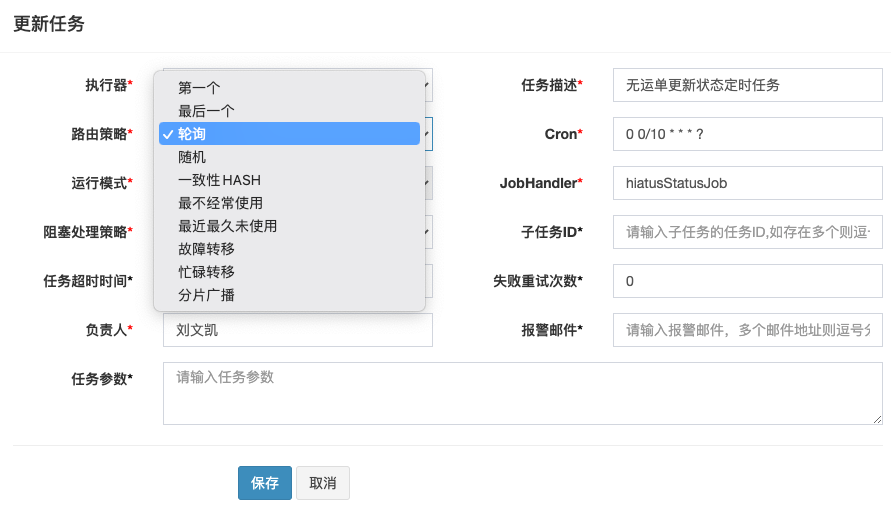 更新任务
执行器*
任务描述*
无运单更新状态定时任务
第一个
最后一个
✓ 轮询
随机
一致性HASH
最不经常使用
最近最久未使用
故障转移
忙碌转移
分片广播
路由策略*
Cron*
0 0/10 * * * ?
运行模式*
JobHandler*
hiatusStatusJob
阻塞处理策略*
子任务ID*
请输入子任务的任务ID,如存在多个则逗
任务超时时间*
失败重试次数*
0
负责人*
刘文凯
报警邮件*
请输入报警邮件，多个邮件地址则逗号
任务参数*
请输入任务参数
保存
取消